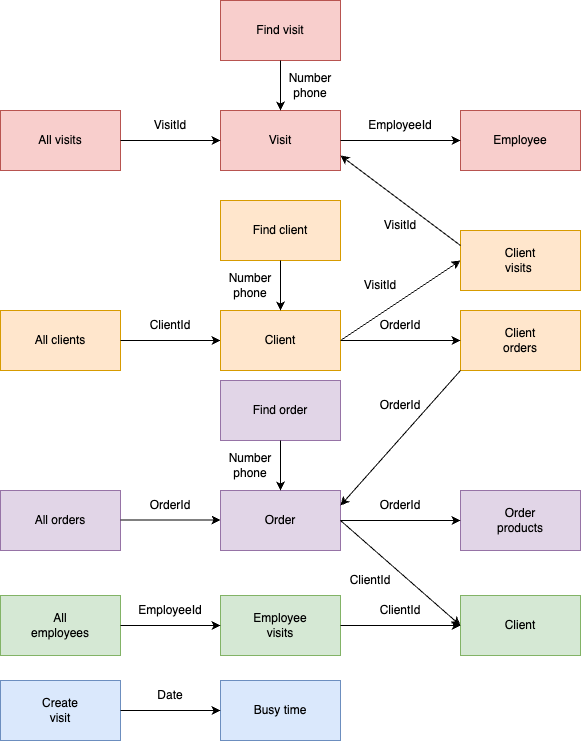 Find visit
Number
phone
All visits
VisitId
Visit
EmployeeId
Employee
VisitId
Find client
Client
visits
Number
phone
VisitId
All clients
ClientId
Client
OrderId
Client
orders
Find order
OrderId
Number
phone
All orders
OrderId
Order
OrderId
Order
products
ClientId
All
employees
EmployeeId
Employee
visits
ClientId
Client
Create
visit
Date
Busy time